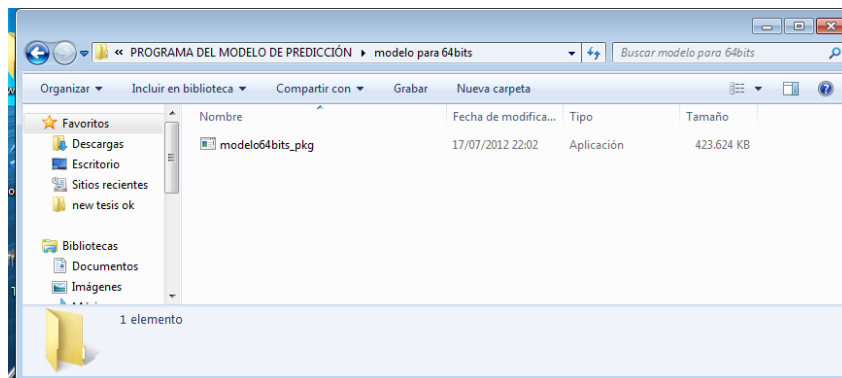 « PROGRAMA DEL MODELO DE PREDICCIÓN ▸ modelo para 64bits
Buscar modelo para 64bits
Organizar Incluir en biblioteca Compartir con Grabar Nueva carpeta
Nombre Fecha de modifica... Tipo Tamaño
modelo64bits_pkg 17/07/2012 22:02 Aplicación 423.624 KB
Favoritos
Descargas
Escritorio
Sitios recientes
new tesis ok
Bibliotecas
Documentos
Imágenes
1 elemento